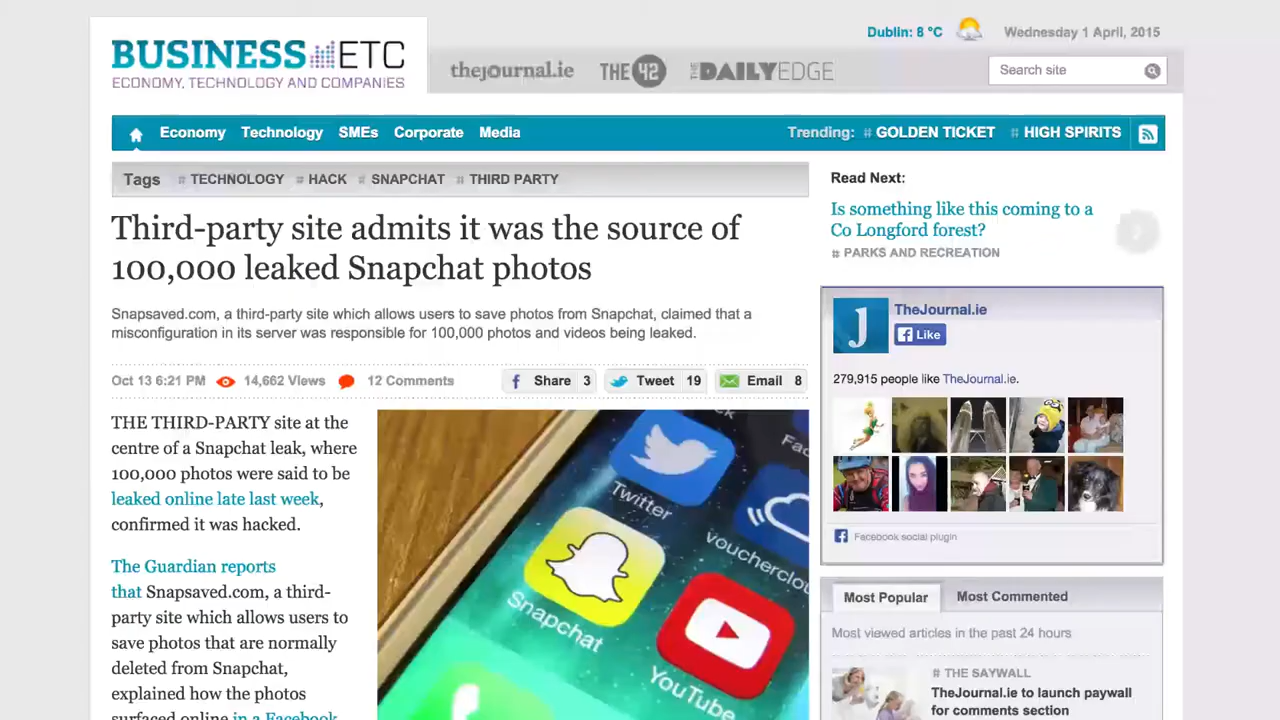 BUSINESS ETC
ECONOMY, TECHNOLOGY AND COMPANIES
thejournal.ie THE 42 THE DAILYEDGE
Dublin: 8 °C Wednesday 1 April, 2015
Search site
Economy Technology SMEs Corporate Media
Trending: # GOLDEN TICKET # HIGH SPIRITS
Tags # TECHNOLOGY # HACK # SNAPCHAT # THIRD PARTY
Third-party site admits it was the source of
100,000 leaked Snapchat photos
Snapsaved.com, a third-party site which allows users to save photos from Snapchat, claimed that a
misconfiguration in its server was responsible for 100,000 photos and videos being leaked.
Oct 13 6:21 PM 14,662 Views 12 Comments Share 3 Tweet 19 Email 8
THE THIRD-PARTY site at the
centre of a Snapchat leak, where
100,000 photos were said to be
leaked online late last week,
confirmed it was hacked.
The Guardian reports
that Snapsaved.com, a third-
party site which allows users to
save photos that are normally
deleted from Snapchat,
explained how the photos
surfaced online in a Facebook
Twitter
vouchercloud
Snapchat
YouTube
Read Next:
Is something like this coming to a
Co Longford forest?
# PARKS AND RECREATION
J
TheJournal.ie
Like
279,915 people like TheJournal.ie.
Facebook social plugin
Most Popular Most Commented
Most viewed articles in the past 24 hours
# THE SAYWALL
TheJournal.ie to launch paywall
for comments section